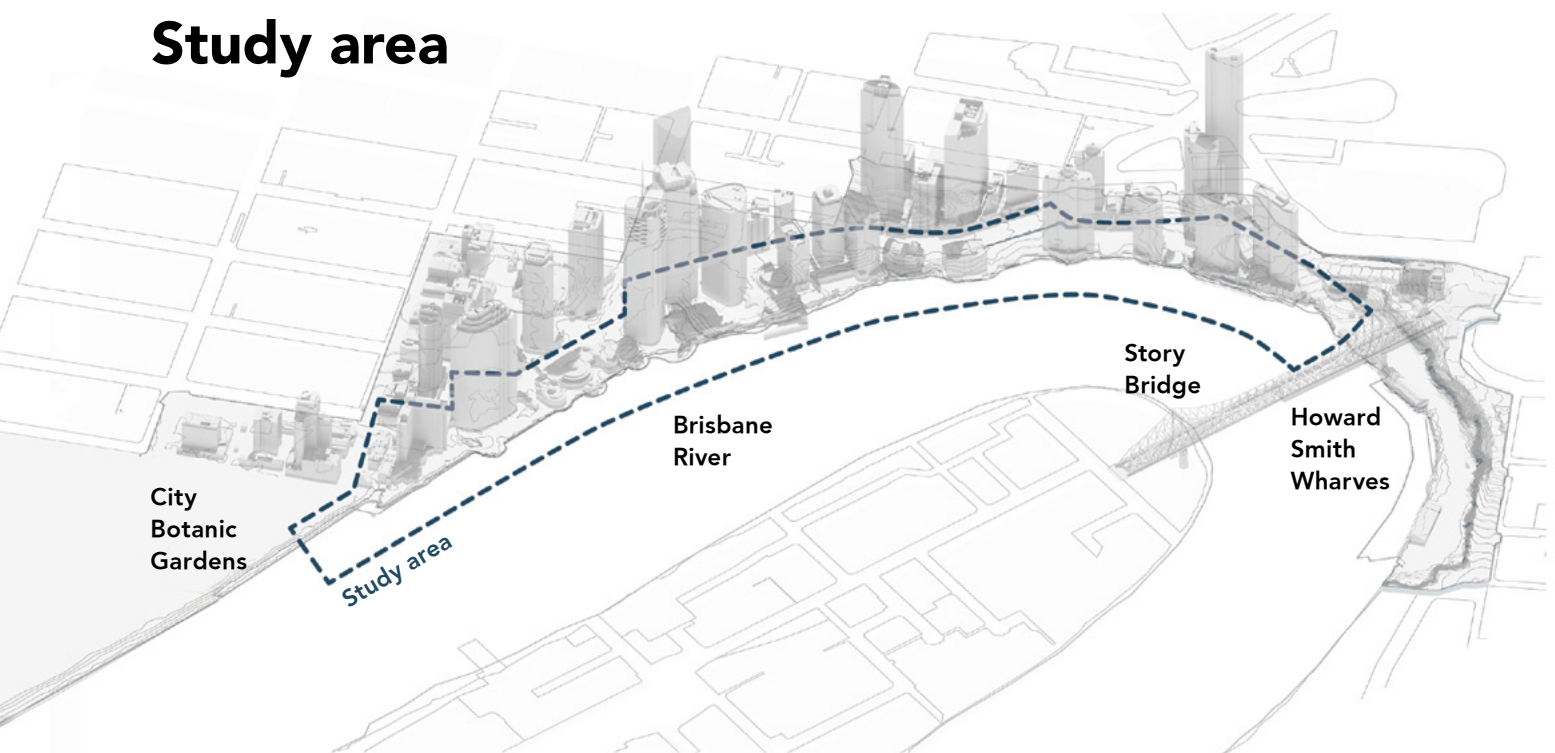 Study area
Story
Bridge
Brisbane
River
Howard
Smith
Wharves
City
Botanic
Gardens
Study area